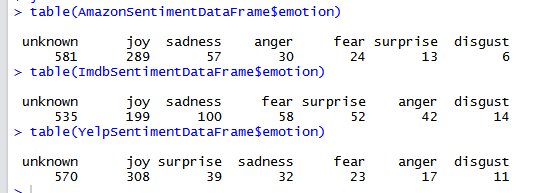 > table(AmazonSentimentDataFrame$emotion)
unknown joy sadness anger fear surprise disgust
581 289 57 30 24 13 6
> table(ImdbSentimentDataFrame$emotion)
unknown joy sadness fear surprise anger disgust
535 199 100 58 52 42 14
> table(YelpSentimentDataFrame$emotion)
unknown joy surprise sadness fear anger disgust
570 308 39 32 23 17 11
>